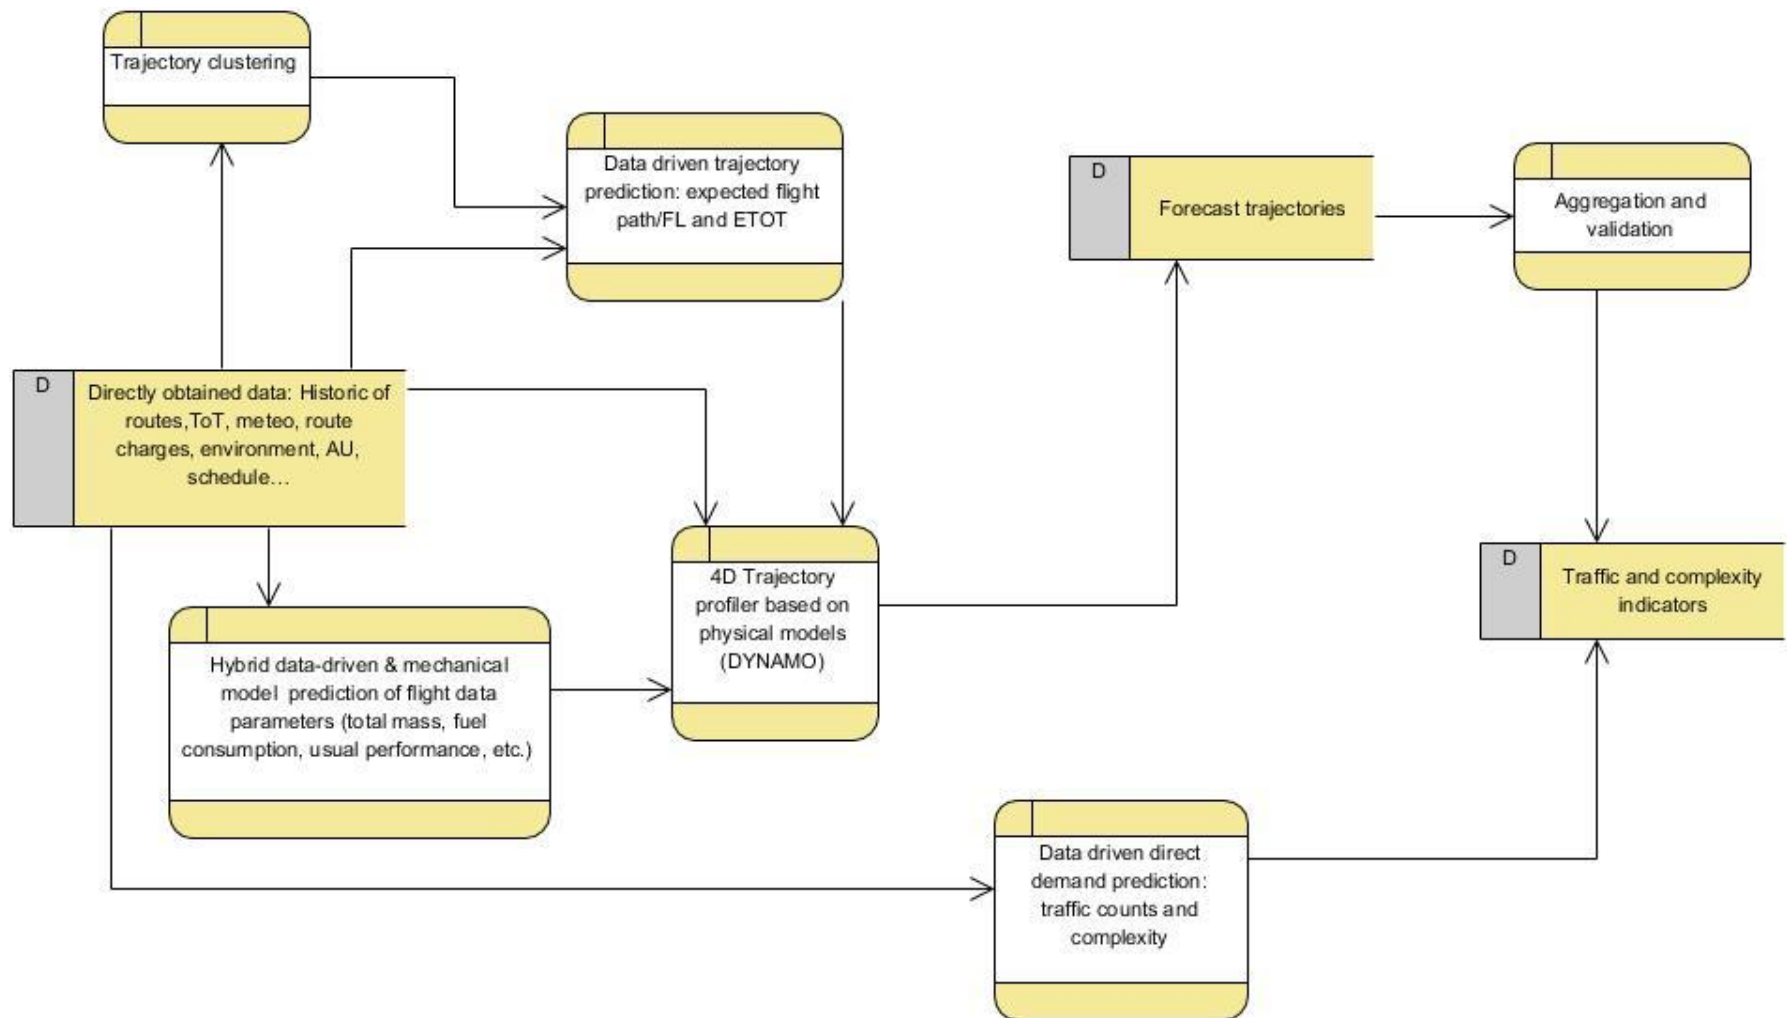 Trajectory clustering
Data driven trajectory
prediction: expected flight
path/FL and ETOT
D
Forecast trajectories
Aggregation and
validation
D
Directly obtained data: Historic of
routes,ToT, meteo, route
charges, environment, AU,
schedule…
4D Trajectory
profiler based on
physical models
(DYNAMO)
D
Traffic and complexity
indicators
Hybrid data-driven & mechanical
model prediction of flight data
parameters (total mass, fuel
consumption, usual performance, etc.)
Data driven direct
demand prediction:
traffic counts and
complexity